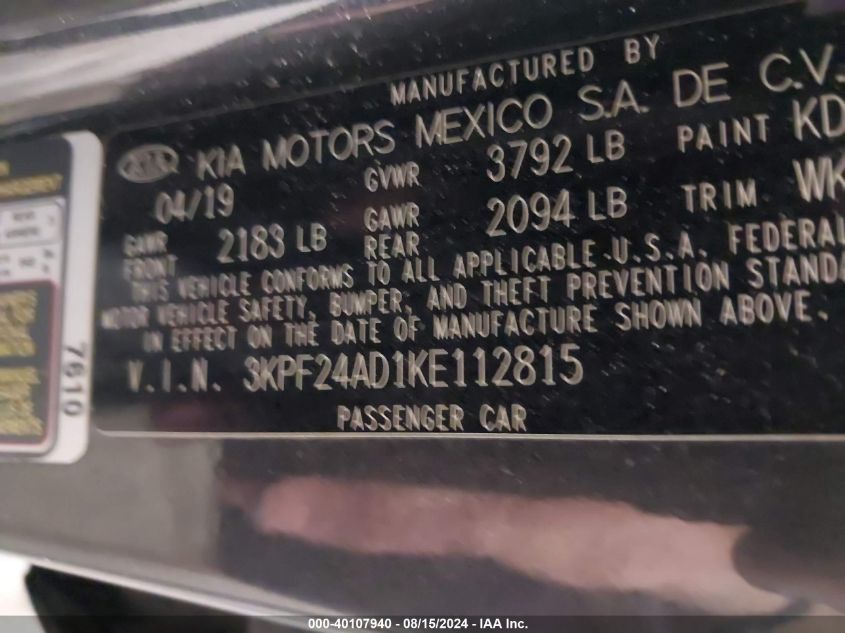 MANUFACTURED BY
KIA KIA MOTORS MEXICO S.A. DE C.V.
04/19 GVWR 3792 LB PAINT KD
GAWR FRONT 2183 LB GAWR REAR 2094 LB TRIM WK
THIS VEHICLE CONFORMS TO ALL APPLICABLE U.S.A. FEDERAL
MOTOR VEHICLE SAFETY, BUMPER, AND THEFT PREVENTION STANDA
IN EFFECT ON THE DATE OF MANUFACTURE SHOWN ABOVE.
V.I.N. 3KPF24AD1KE112815
PASSENGER CAR
7610
000-40107940 - 08/15/2024 - IAA Inc.